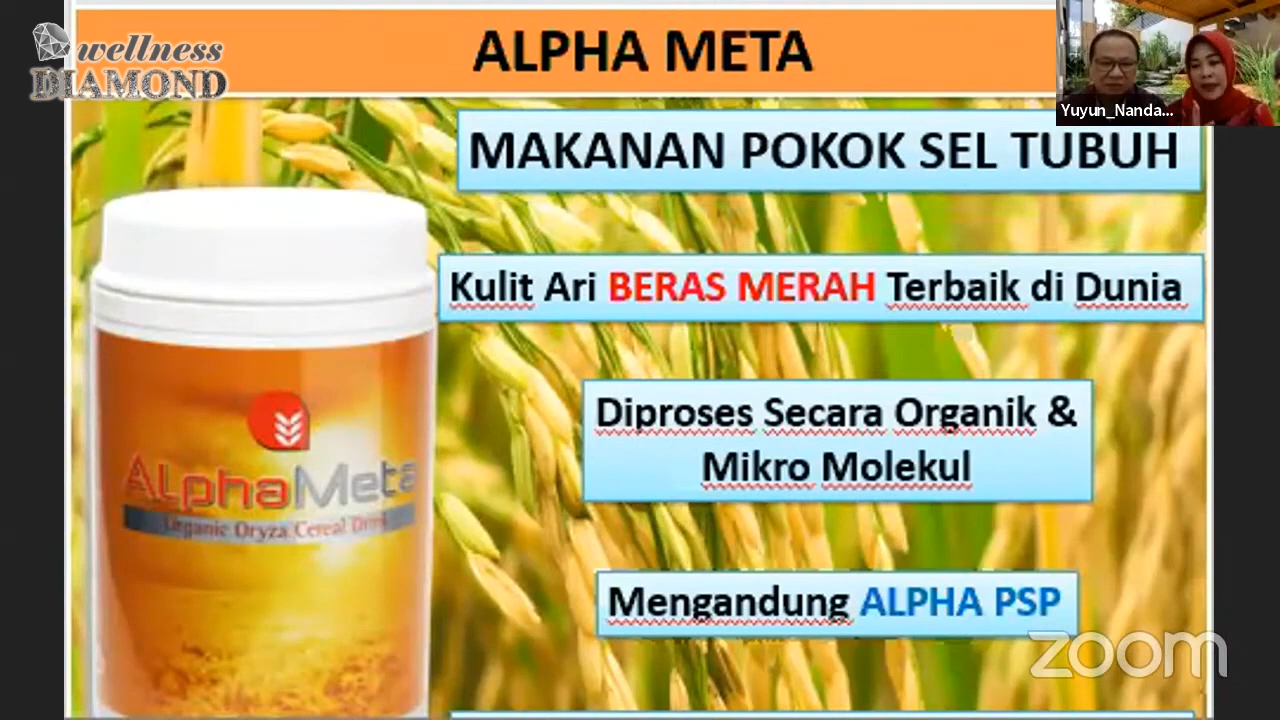 wellness
DIAMOND
ALPHA META
Yuyun_Nanda...
MAKANAN POKOK SEL TUBUH
Kulit Ari BERAS MERAH Terbaik di Dunia
Diproses Secara Organik &
Mikro Molekul
Mengandung ALPHA PSP
AlphaMeta
Organic Oryza Cereal Drink
zoom